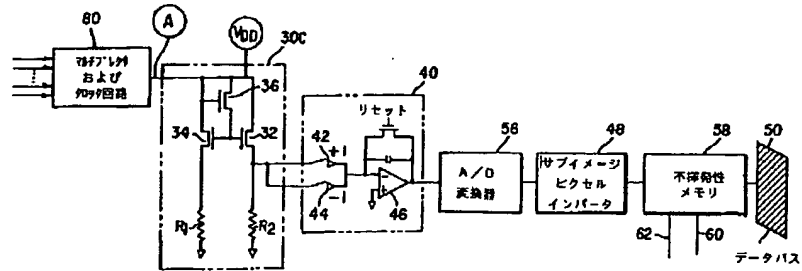 80
A
VDD
30C
マルチプレクサ
および
クロック回路
36
34
32
R1
R2
40
リセット
42
+1
44
-1
46
56
A/D
変換器
48
サブイメージ
ピクセル
インバータ
58
不揮発性
メモリ
50
62
60
データバス